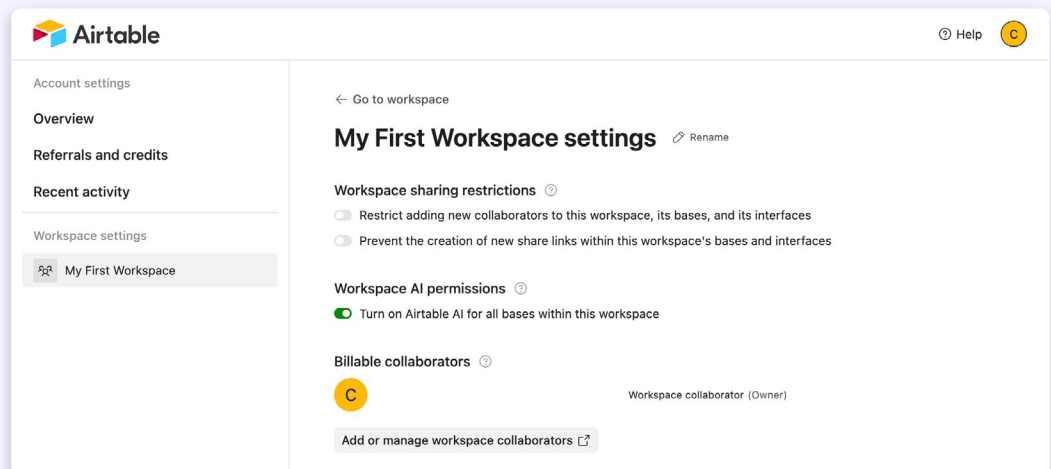 Airtable
Help
C
Account settings
Overview
Referrals and credits
Recent activity
Workspace settings
My First Workspace
← Go to workspace
My First Workspace settings
Rename
Workspace sharing restrictions ?
Restrict adding new collaborators to this workspace, its bases, and its interfaces
Prevent the creation of new share links within this workspace's bases and interfaces
Workspace AI permissions ?
Turn on Airtable AI for all bases within this workspace
Billable collaborators ?
C
Workspace collaborator (Owner)
Add or manage workspace collaborators